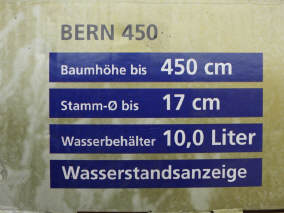 BERN 450
Baumhöhe bis 450 cm
Stamm-Ø bis 17 cm
Wasserbehälter 10,0 Liter
Wasserstandsanzeige